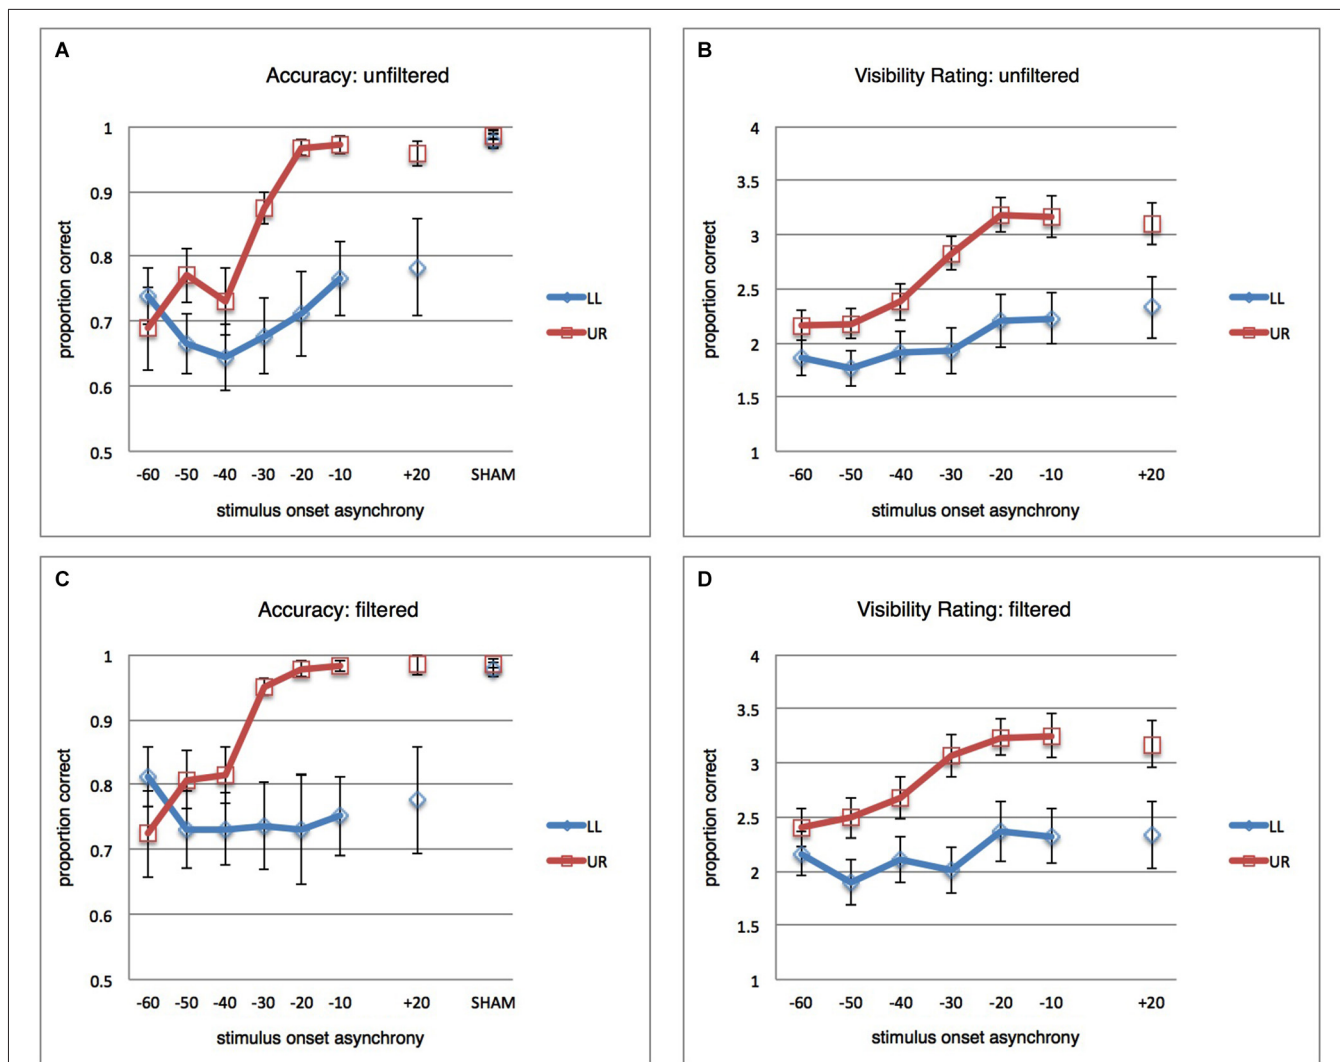 A
Accuracy: unfiltered
1
0.9
0.8
0.7
0.6
0.5
proportion correct
-60 -50 -40 -30 -20 -10 +20 SHAM
stimulus onset asynchrony
LL
UR
B
Visibility Rating: unfiltered
4
3.5
3
2.5
2
1.5
1
proportion correct
-60 -50 -40 -30 -20 -10 +20
stimulus onset asynchrony
LL
UR
C
Accuracy: filtered
1
0.9
0.8
0.7
0.6
0.5
proportion correct
-60 -50 -40 -30 -20 -10 +20 SHAM
stimulus onset asynchrony
LL
UR
D
Visibility Rating: filtered
4
3.5
3
2.5
2
1.5
1
proportion correct
-60 -50 -40 -30 -20 -10 +20
stimulus onset asynchrony
LL
UR